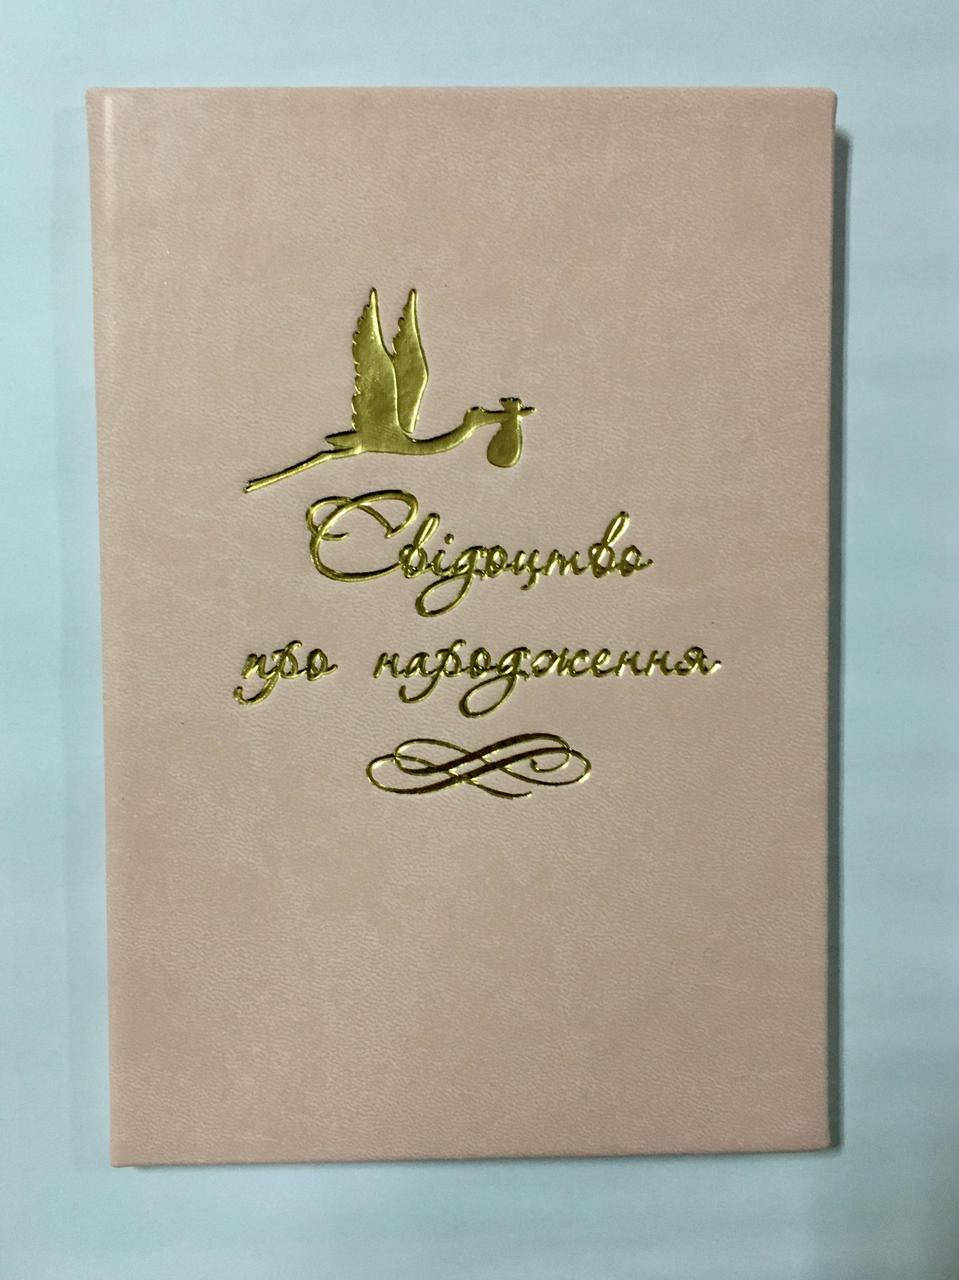 Свідоцтво
про народження